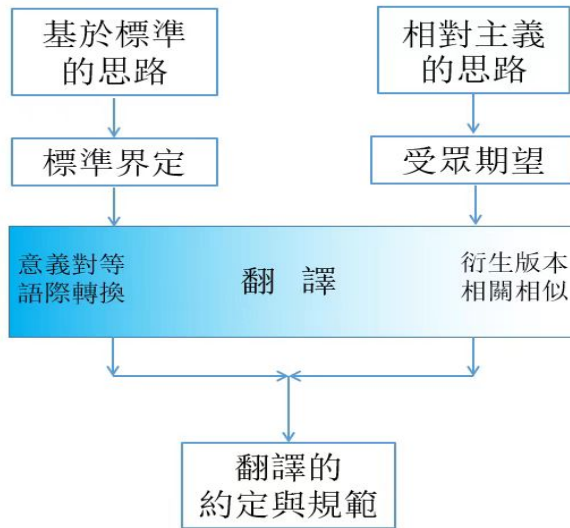 基於標準
的思路
相對主義
的思路
標準界定
受眾期望
意義對等
語際轉換
翻 譯
衍生版本
相關相似
翻譯的
約定與規範